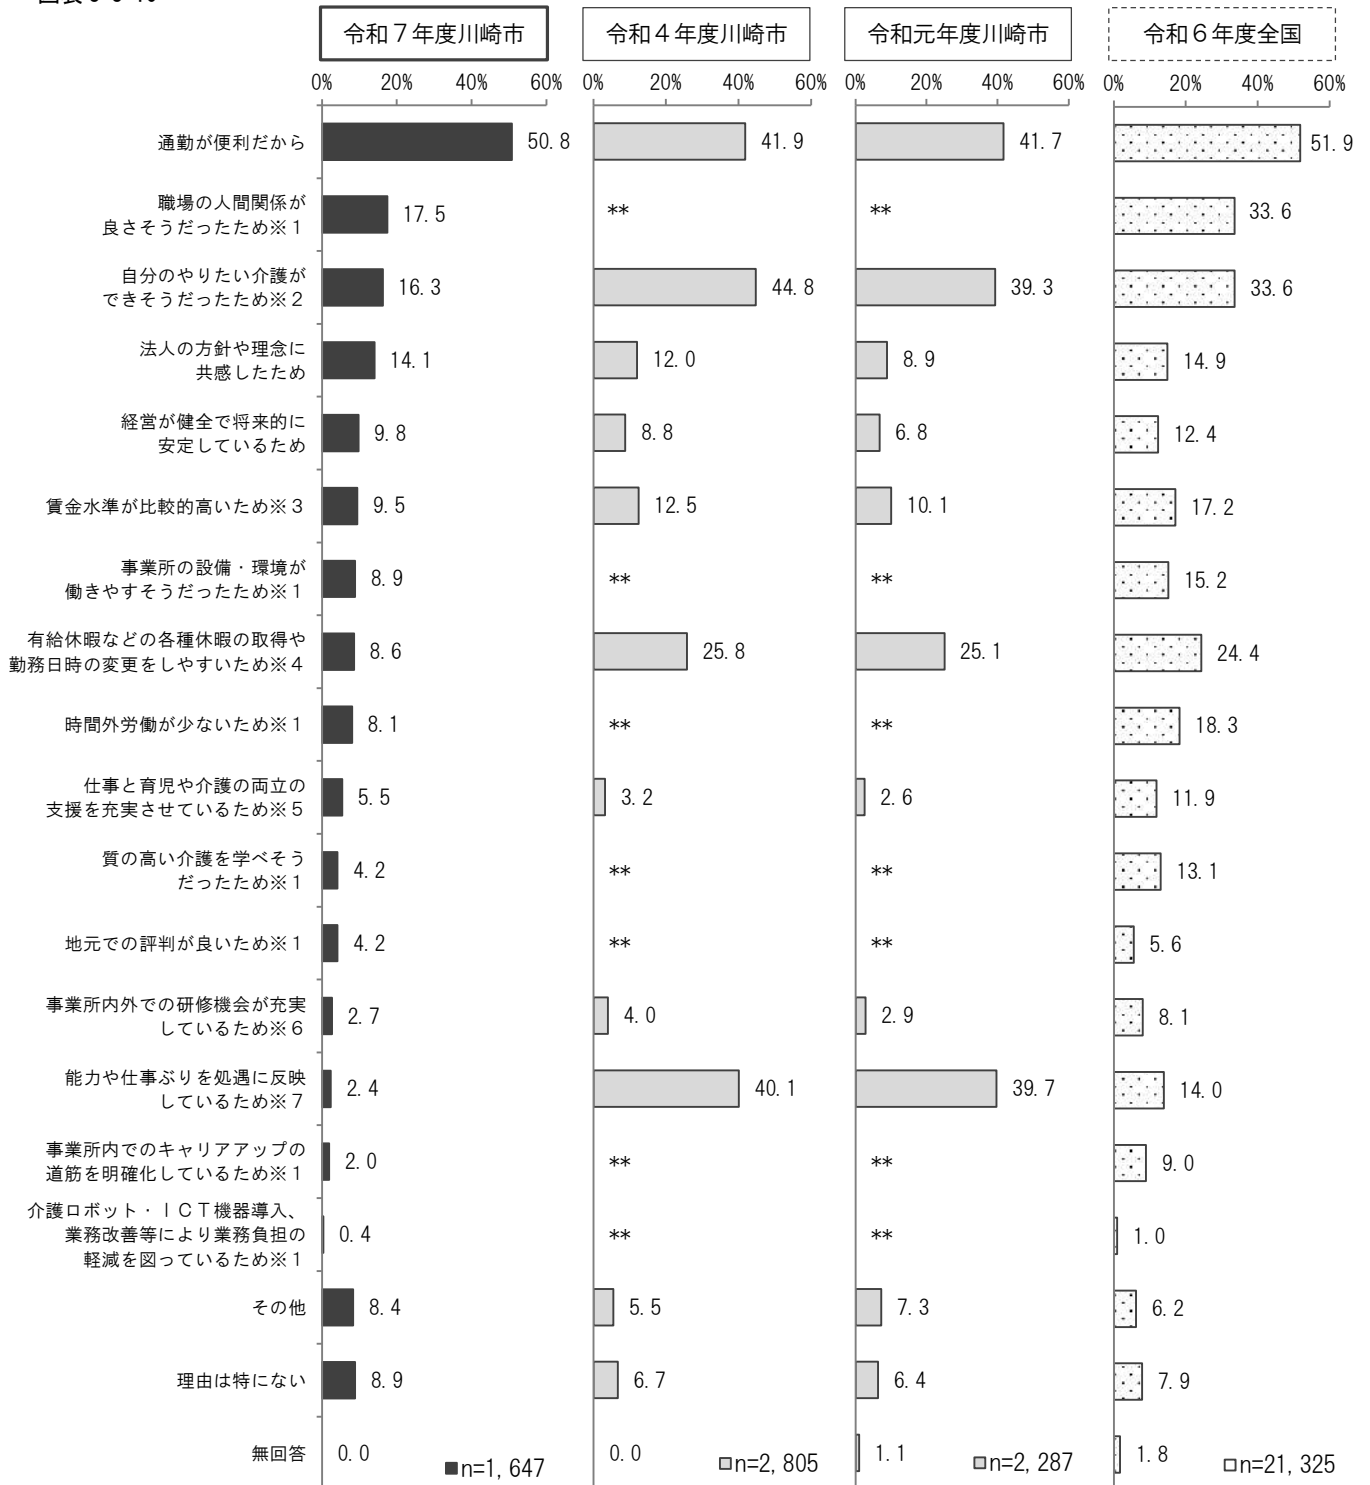 令和７年度川崎市 令和４年度川崎市 令和元年度川崎市 令和６年度全国
0% 20% 40% 60% 0% 20% 40% 60% 0% 20% 40% 60% 0% 20% 40% 60%
通勤が便利だから 50.8 41.9 41.7 51.9
職場の人間関係が
良さそうだったため※１ 17.5 ** ** 33.6
自分のやりたい介護が
できそうだったため※２ 16.3 44.8 39.3 33.6
法人の方針や理念に
共感したため 14.1 12.0 8.9 14.9
経営が健全で将来的に
安定しているため 9.8 8.8 6.8 12.4
賃金水準が比較的高いため※３ 9.5 12.5 10.1 17.2
事業所の設備・環境が
働きやすそうだったため※１ 8.9 ** ** 15.2
有給休暇などの各種休暇の取得や
勤務日時の変更をしやすいため※４ 8.6 25.8 25.1 24.4
時間外労働が少ないため※１ 8.1 ** ** 18.3
仕事と育児や介護の両立の
支援を充実させているため※５ 5.5 3.2 2.6 11.9
質の高い介護を学べそう
だったため※１ 4.2 ** ** 13.1
地元での評判が良いため※１ 4.2 ** ** 5.6
事業所内外での研修機会が充実
しているため※６ 2.7 4.0 2.9 8.1
能力や仕事ぶりを処遇に反映
しているため※７ 2.4 40.1 39.7 14.0
事業所内でのキャリアアップの
道筋を明確化しているため※１ 2.0 ** ** 9.0
介護ロボット・ＩＣＴ機器導入、
業務改善等により業務負担の
軽減を図っているため※１ 0.4 ** ** 1.0
その他 8.4 5.5 7.3 6.2
理由は特にない 8.9 6.7 6.4 7.9
無回答 0.0 0.0 1.1 1.8
n=1,647 n=2,805 n=2,287 n=21,325